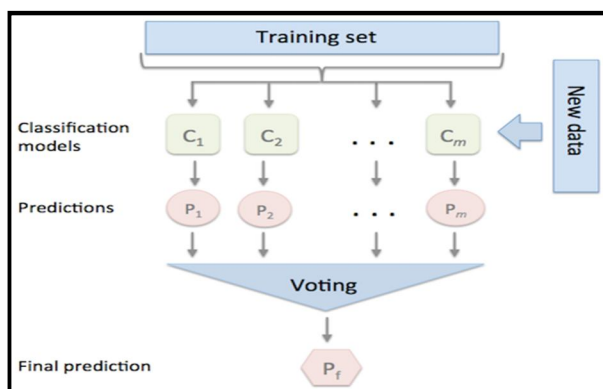 Training set
New data
Classification
models
C1 C2 . . . Cm
Predictions
P1 P2 . . . Pm
Voting
Final prediction
Pf